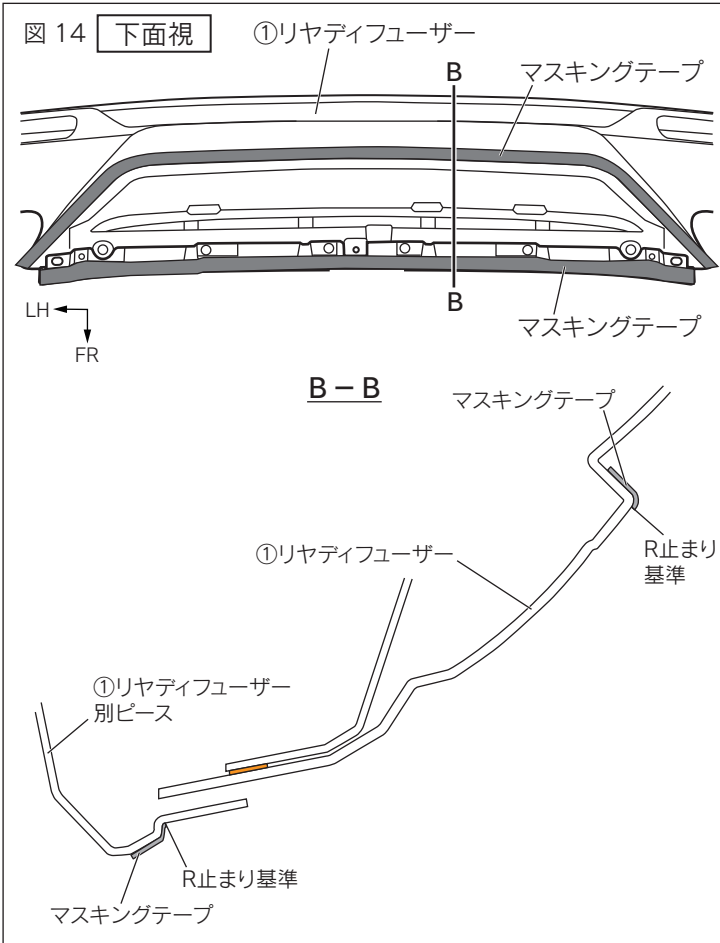 図 14 下面視
①リヤディフューザー
B
マスキングテープ
B
マスキングテープ
LH
FR
B − B
マスキングテープ
R止まり
基準
①リヤディフューザー
①リヤディフューザー
別ピース
R止まり基準
マスキングテープ